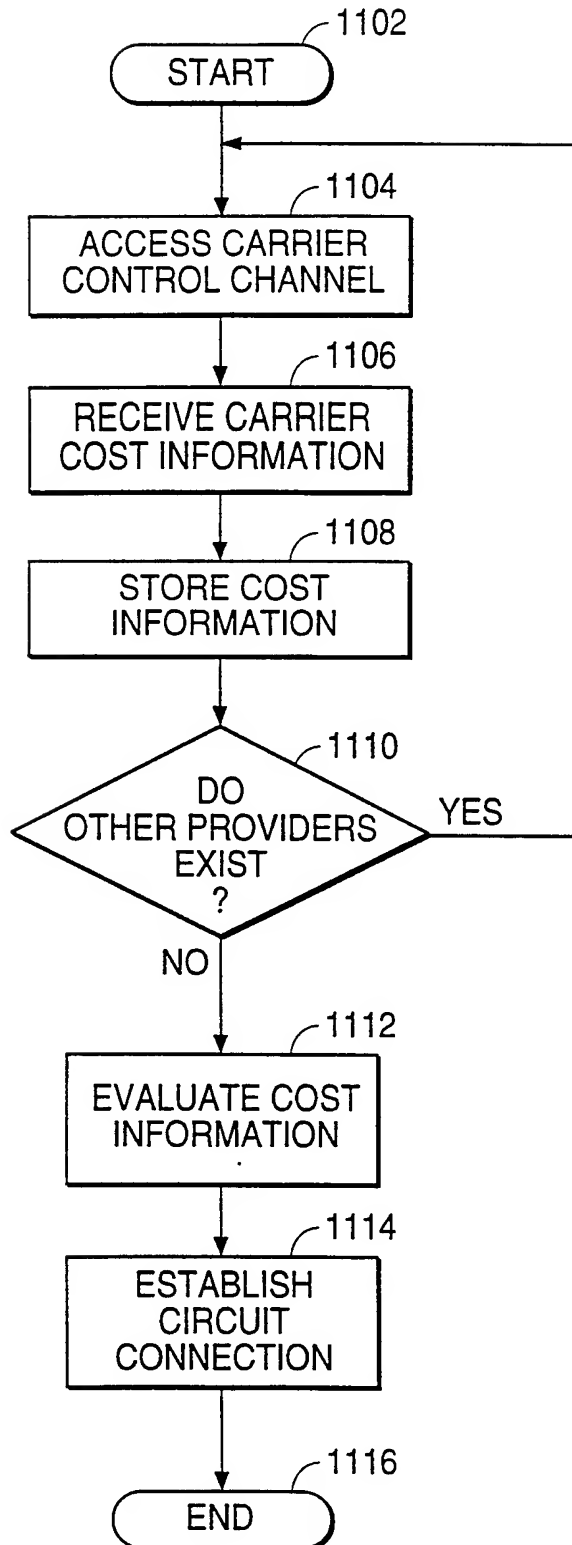 1102
START
1104
ACCESS CARRIER
CONTROL CHANNEL
1106
RECEIVE CARRIER
COST INFORMATION
1108
STORE COST
INFORMATION
1110
DO
OTHER PROVIDERS
EXIST
?
YES
NO
1112
EVALUATE COST
INFORMATION
1114
ESTABLISH
CIRCUIT
CONNECTION
1116
END